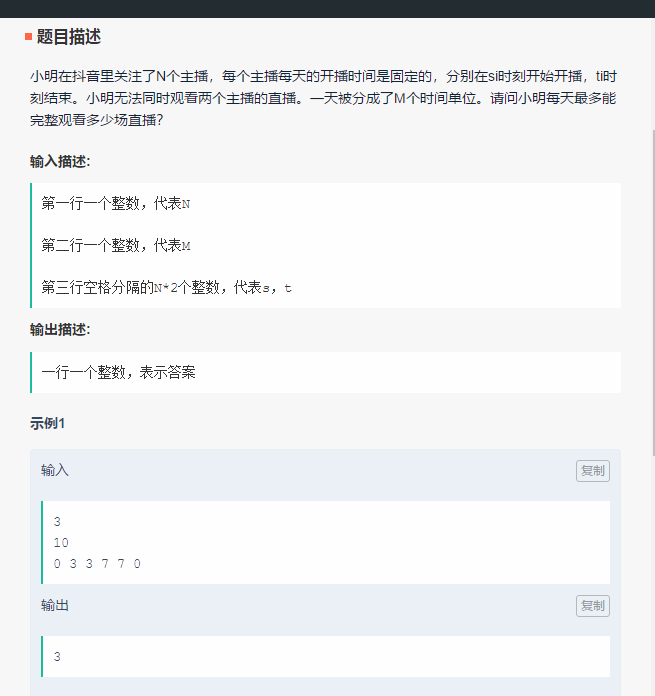 题目描述
小明在抖音里关注了N个主播，每个主播每天的开播时间是固定的，分别在si时刻开始开播，ti时
刻结束。小明无法同时观看两个主播的直播。一天被分成了M个时间单位。请问小明每天最多能
完整观看多少场直播？
输入描述:
第一行一个整数，代表N
第二行一个整数，代表M
第三行空格分隔的N*2个整数，代表s，t
输出描述:
一行一个整数，表示答案
示例1
输入
复制
3
10
0 3 3 7 7 0
输出
复制
3